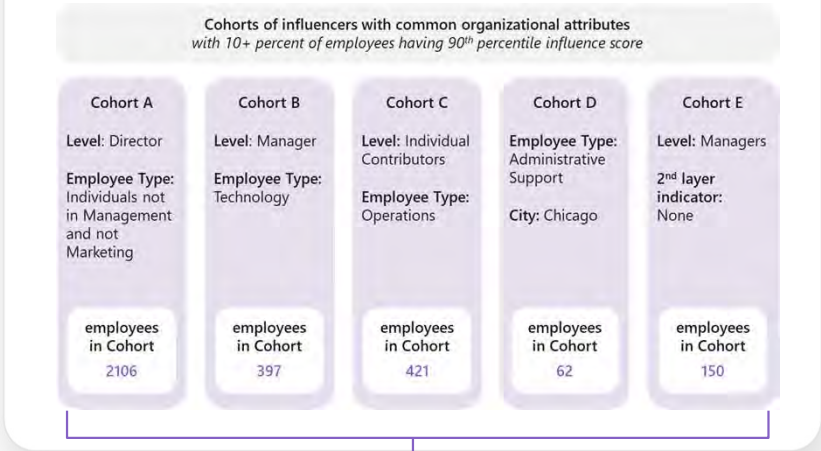 Cohorts of influencers with common organizational attributes
with 10+ percent of employees having 90th percentile influence score
Cohort A
Level: Director
Employee Type:
Individuals not
in Management
and not
Marketing
employees
in Cohort
2106
Cohort B
Level: Manager
Employee Type:
Technology
employees
in Cohort
397
Cohort C
Level: Individual
Contributors
Employee Type:
Operations
employees
in Cohort
421
Cohort D
Employee Type:
Administrative
Support
City: Chicago
employees
in Cohort
62
Cohort E
Level: Managers
2nd layer
indicator:
None
employees
in Cohort
150